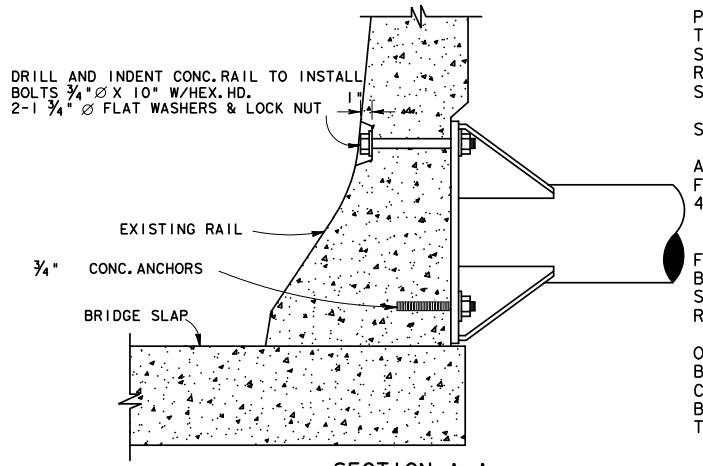 DRILL AND INDENT CONC. RAIL TO INSTALL
BOLTS ¾"Ø X 10" W/HEX. HD.
2-1 ¾" Ø FLAT WASHERS & LOCK NUT
1"
EXISTING RAIL
¾" CONC. ANCHORS
BRIDGE SLAP
P
T
S
R
S
S
A
F
4
F
B
S
R
O
B
C
B
T